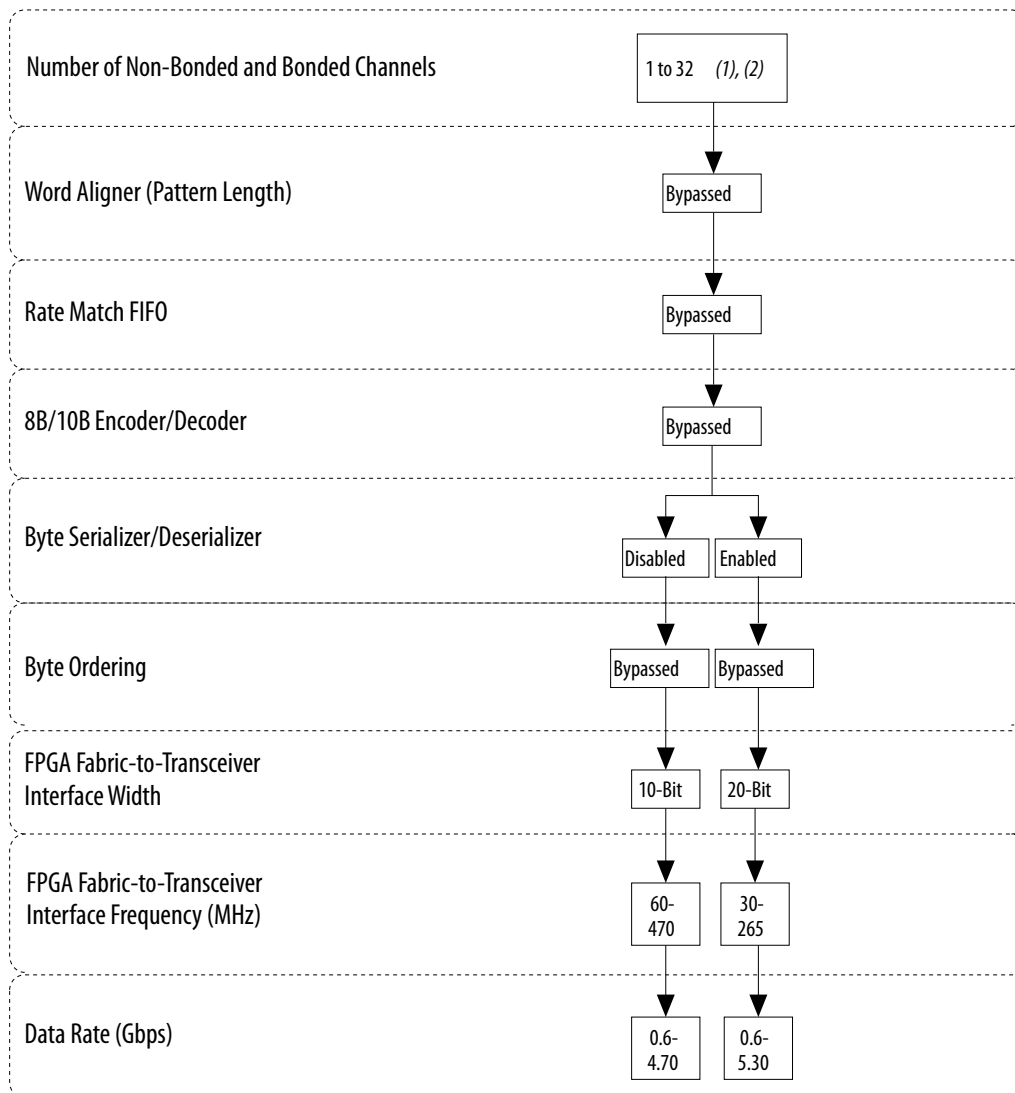 Number of Non-Bonded and Bonded Channels
1 to 32 (1), (2)
Word Aligner (Pattern Length)
Bypassed
Rate Match FIFO
Bypassed
8B/10B Encoder/Decoder
Bypassed
Byte Serializer/Deserializer
Disabled
Enabled
Byte Ordering
Bypassed
Bypassed
FPGA Fabric-to-Transceiver
Interface Width
10-Bit
20-Bit
FPGA Fabric-to-Transceiver
Interface Frequency (MHz)
60-
470
30-
265
Data Rate (Gbps)
0.6-
4.70
0.6-
5.30